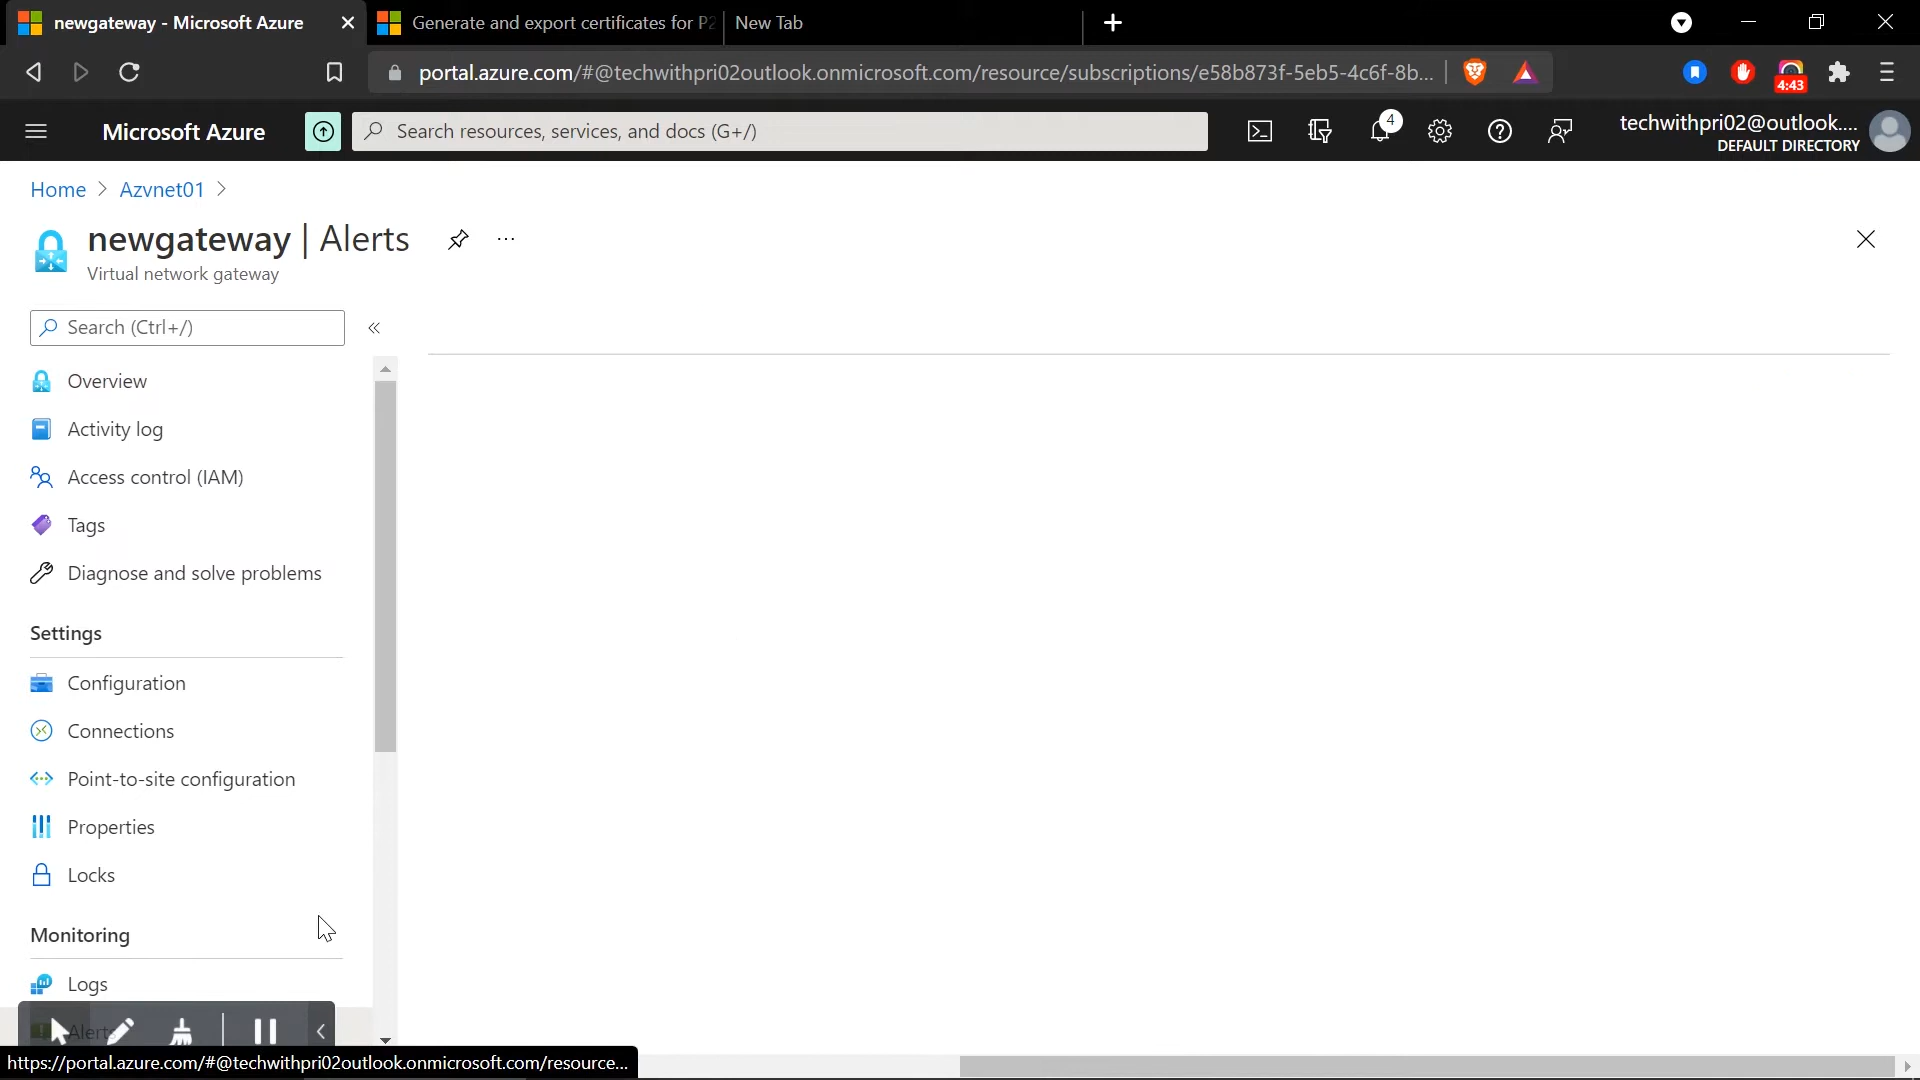 newgateway - Microsoft Azure
Generate and export certificates for P2
New Tab
portal.azure.com/#@techwithpri02outlook.onmicrosoft.com/resource/subscriptions/e58b873f-5eb5-4c6f-8b...
4:43
Microsoft Azure
Search resources, services, and docs (G+/)
4
techwithpri02@outlook....
DEFAULT DIRECTORY
Home > Azvnet01 >
newgateway | Alerts
Virtual network gateway
Search (Ctrl+/)
Overview
Activity log
Access control (IAM)
Tags
Diagnose and solve problems
Settings
Configuration
Connections
Point-to-site configuration
Properties
Locks
Monitoring
Logs
Alerts
https://portal.azure.com/#@techwithpri02outlook.onmicrosoft.com/resource...